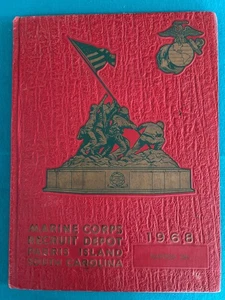 MARINE CORPS
RECRUIT DEPOT
PARRIS ISLAND
SOUTH CAROLINA
1968